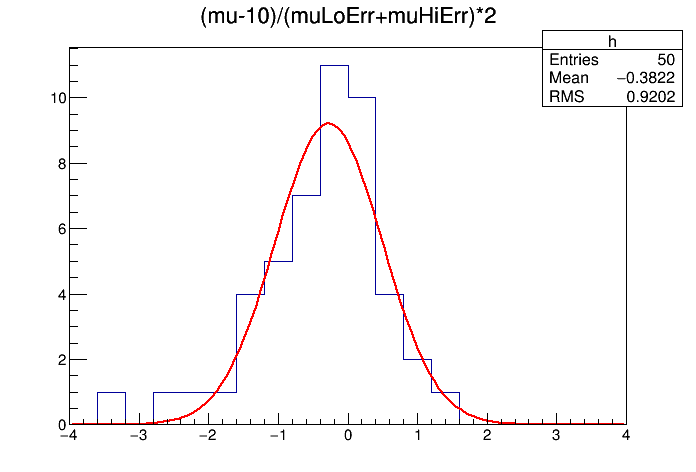 (mu-10)/(muLoErr+muHiErr)*2
h
Entries 50
Mean −0.3822
RMS 0.9202
10
8
6
4
2
0
−4 −3 −2 −1 0 1 2 3 4